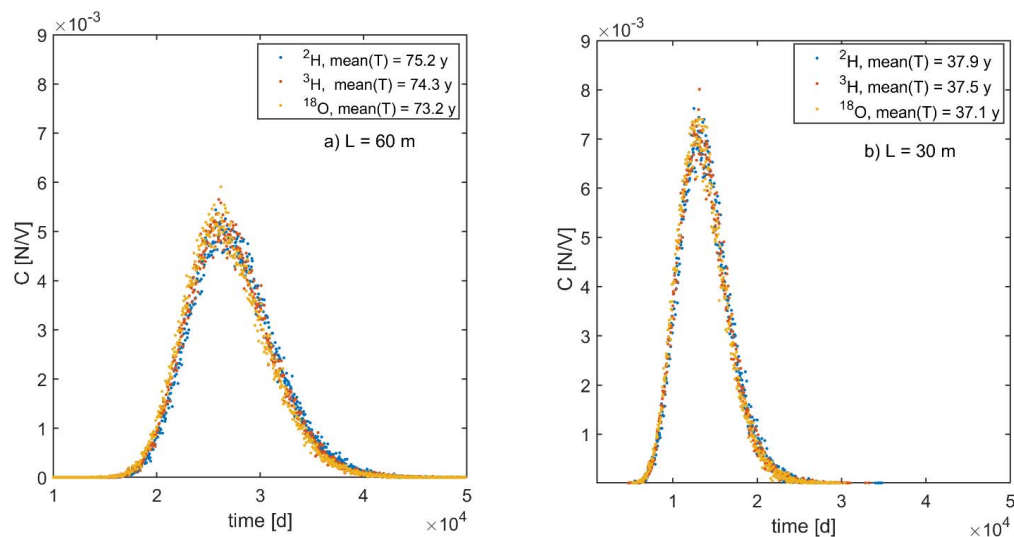 ×10⁻³
9
8
7
6
5
4
3
2
1
0
C [N/V]
²H, mean(T) = 75.2 y
³H, mean(T) = 74.3 y
¹⁸O, mean(T) = 73.2 y
a) L = 60 m
1 2 3 4 5
×10⁴
time [d]
×10⁻³
9
8
7
6
5
4
3
2
1
C [N/V]
²H, mean(T) = 37.9 y
³H, mean(T) = 37.5 y
¹⁸O, mean(T) = 37.1 y
b) L = 30 m
1 2 3 4 5
×10⁴
time [d]